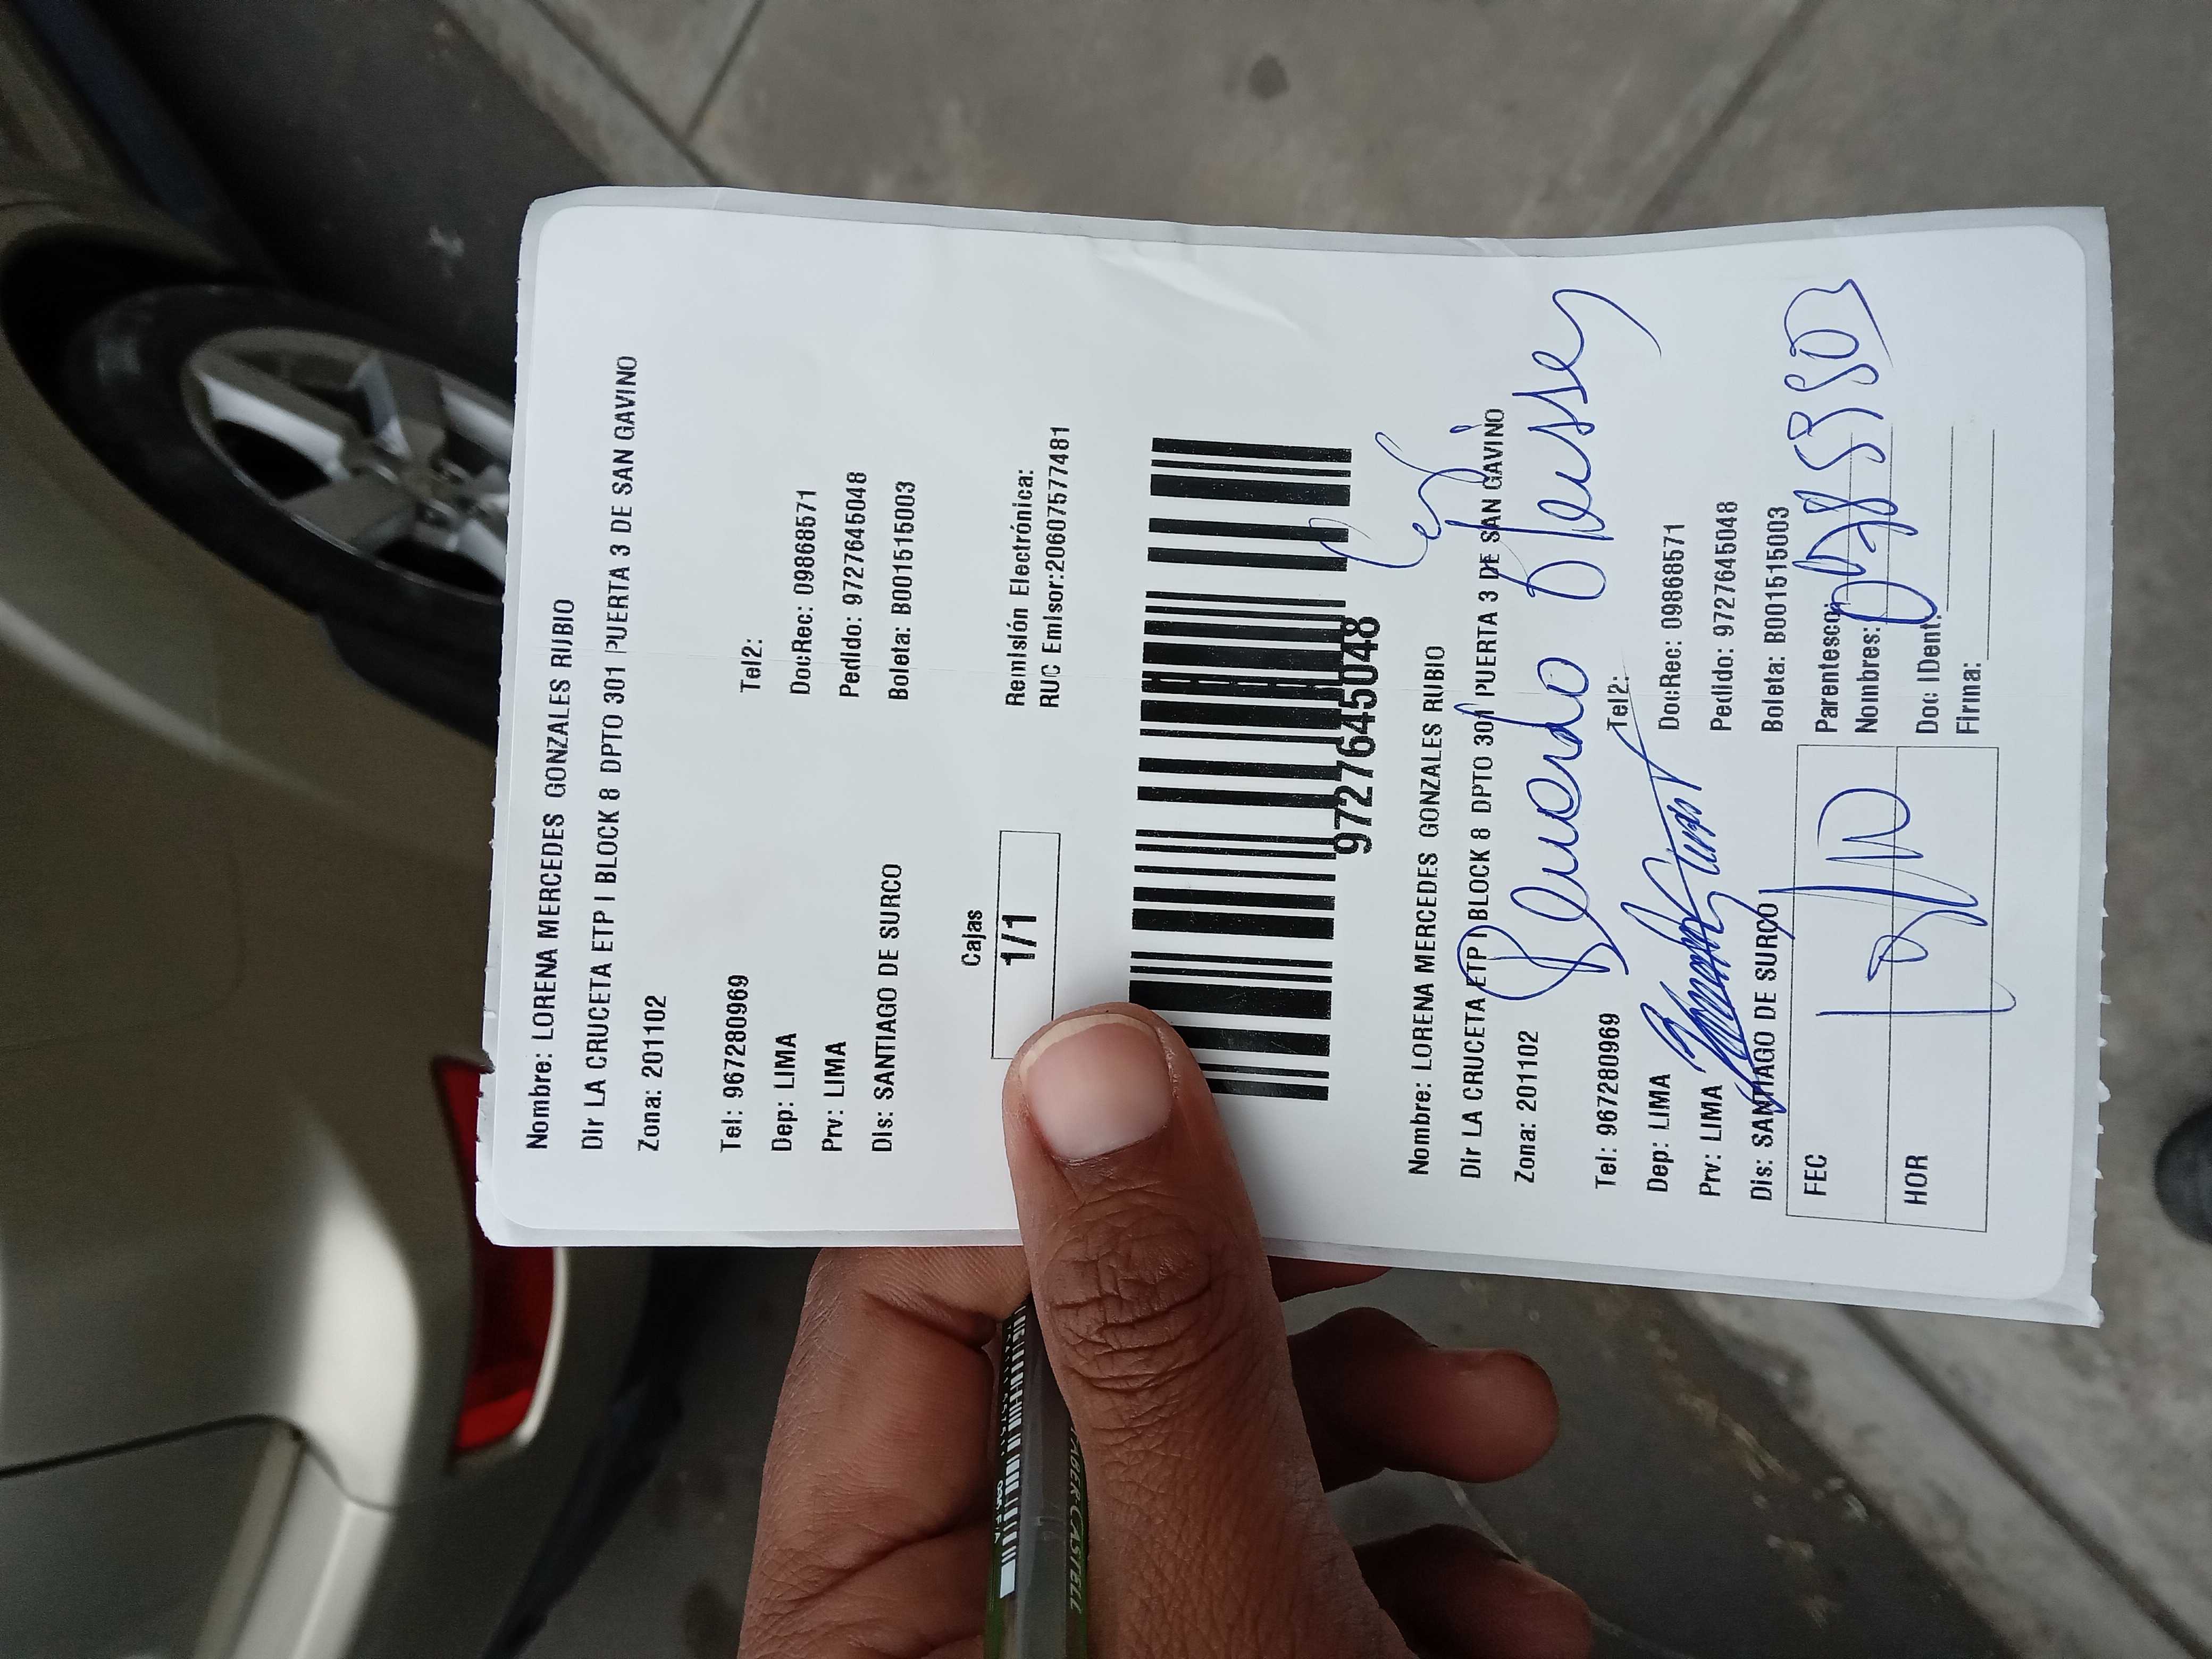 Nombre: LORENA MERCEDES GONZALES RUBIO
Dir LA CRUCETA ETP I BLOCK 8 DPTO 301 PUERTA 3 DE SAN GAVINO
Zona: 201102
Tel: 967280969 Tel2:
Dep: LIMA DocRec: 09868571
Prv: LIMA Pedido: 9727645048
Dis: SANTIAGO DE SURCO Boleta: B001515003
Cajas
1/1
Remisión Electrónica:
RUC Emisor:20607577481
9727645048
Nombre: LORENA MERCEDES GONZALES RUBIO
Dir LA CRUCETA ETP I BLOCK 8 DPTO 301 PUERTA 3 DE SAN GAVINO
Zona: 201102
Tel: 967280969 Tel2:
Dep: LIMA DocRec: 09868571
Prv: LIMA Pedido: 9727645048
Dis: SANTIAGO DE SURCO Boleta: B001515003
FEC Parentesco:
Nombres:
HOR Doc IDent:
Firma:
FABER-CASTELL